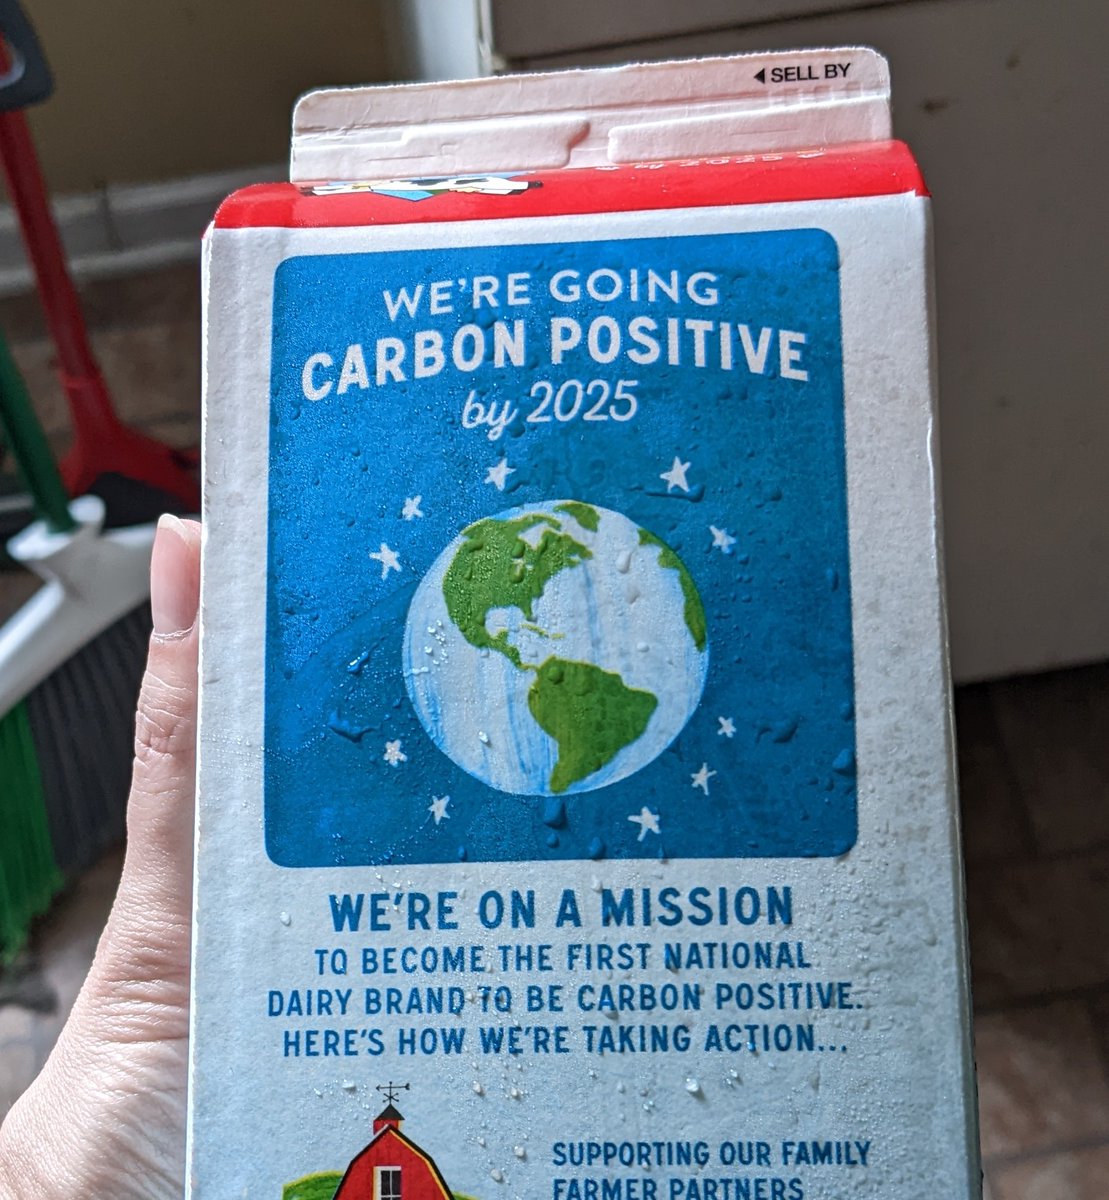 ◄ SELL BY
WE'RE GOING
CARBON POSITIVE
by 2025
WE'RE ON A MISSION
TO BECOME THE FIRST NATIONAL
DAIRY BRAND TO BE CARBON POSITIVE.
HERE'S HOW WE'RE TAKING ACTION...
SUPPORTING OUR FAMILY
FARMER PARTNERS